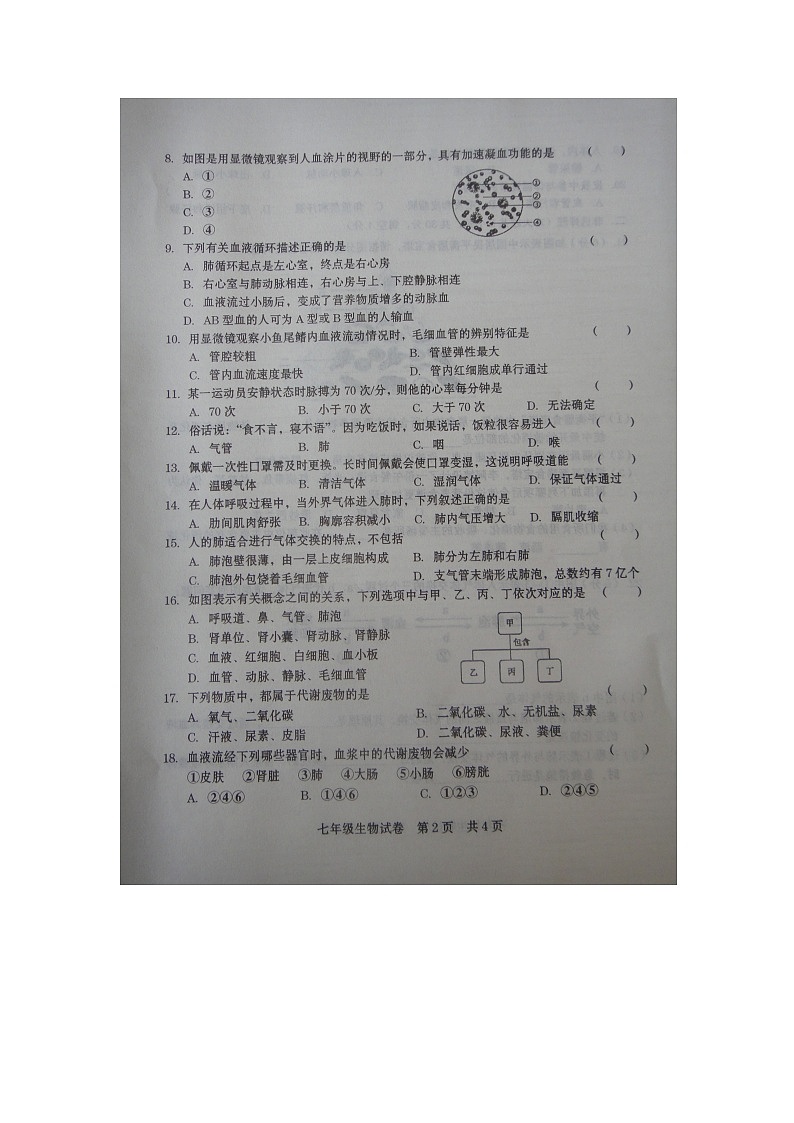 8. 如图是用显微镜观察到人血涂片的视野的一部分，具有加速凝血功能的是 （ ）
A. ①
B. ②
C. ③
D. ④
①
②
③
④
9. 下列有关血液循环描述正确的是 （ ）
A. 肺循环起点是左心室，终点是右心房
B. 右心室与肺动脉相连，右心房与上、下腔静脉相连
C. 血液流过小肠后，变成了营养物质增多的动脉血
D. AB 型血的人可为 A 型或 B 型血的人输血
10. 用显微镜观察小鱼尾鳍内血液流动情况时，毛细血管的辨别特征是 （ ）
A. 管腔较粗 B. 管壁弹性最大
C. 管内血流速度最快 D. 管内红细胞成单行通过
11. 某一运动员安静状态时脉搏为 70 次/分，则他的心率每分钟是 （ ）
A. 70 次 B. 小于 70 次 C. 大于 70 次 D. 无法确定
12. 俗话说：“食不言，寝不语”。因为吃饭时，如果说话，饭粒很容易进入 （ ）
A. 气管 B. 肺 C. 咽 D. 喉
13. 佩戴一次性口罩需及时更换。长时间佩戴会使口罩变湿，这说明呼吸道能 （ ）
A. 温暖气体 B. 清洁气体 C. 湿润气体 D. 保证气体通过
14. 在人体呼吸过程中，当外界气体进入肺时，下列叙述正确的是 （ ）
A. 肋间肌肉舒张 B. 胸廓容积减小 C. 肺内气压增大 D. 膈肌收缩
15. 人的肺适合进行气体交换的特点，不包括 （ ）
A. 肺泡壁很薄，由一层上皮细胞构成 B. 肺分为左肺和右肺
C. 肺泡外包绕着毛细血管 D. 支气管末端形成肺泡，总数约有 7 亿个
16. 如图表示有关概念之间的关系，下列选项中与甲、乙、丙、丁依次对应的是 （ ）
A. 呼吸道、鼻、气管、肺泡
B. 肾单位、肾小囊、肾动脉、肾静脉
C. 血液、红细胞、白细胞、血小板
D. 血管、动脉、静脉、毛细血管
甲
包含
乙 丙 丁
17. 下列物质中，都属于代谢废物的是 （ ）
A. 氧气、二氧化碳 B. 二氧化碳、水、无机盐、尿素
C. 汗液、尿素、皮脂 D. 二氧化碳、尿液、粪便
18. 血液流经下列哪些器官时，血浆中的代谢废物会减少 （ ）
①皮肤 ②肾脏 ③肺 ④大肠 ⑤小肠 ⑥膀胱
A. ②④⑥ B. ①④⑥ C. ①②③ D. ②④⑤
七年级生物试卷 第 2 页 共 4 页